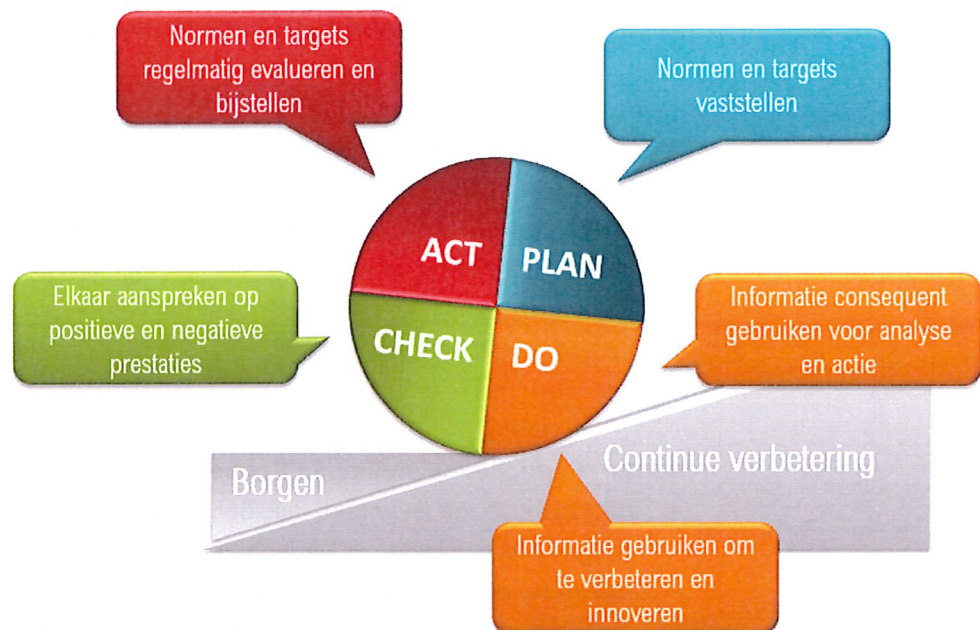 Normen en targets
regelmatig evalueren en
bijstellen
Normen en targets
vaststellen
ACT
PLAN
Elkaar aanspreken op
positieve en negatieve
prestaties
CHECK
DO
Informatie consequent
gebruiken voor analyse
en actie
Borgen
Continue verbetering
Informatie gebruiken om
te verbeteren en
innoveren